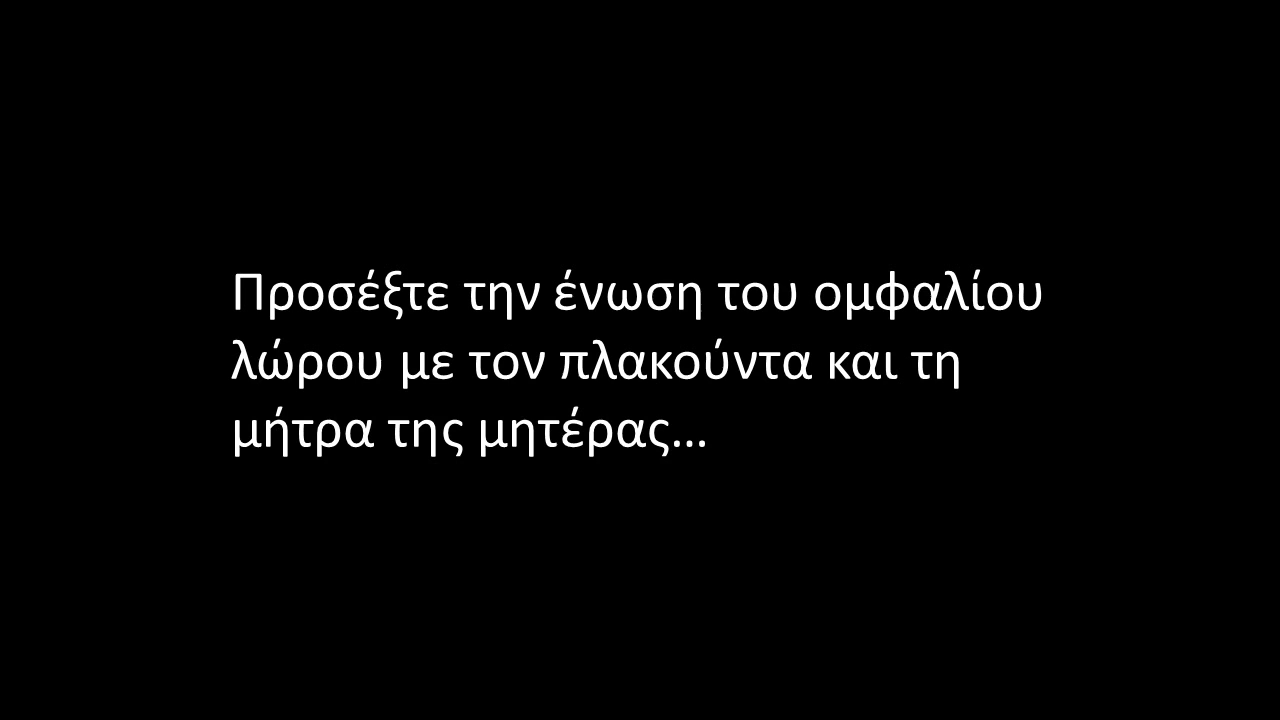 Προσέξτε την ένωση του ομφαλίου
λώρου με τον πλακούντα και τη
μήτρα της μητέρας...